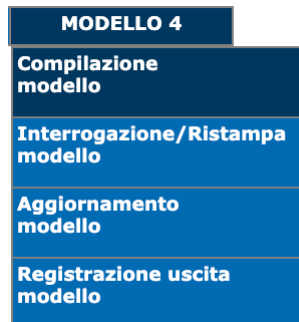 MODELLO 4
Compilazione
modello
Interrogazione/Ristampa
modello
Aggiornamento
modello
Registrazione uscita
modello